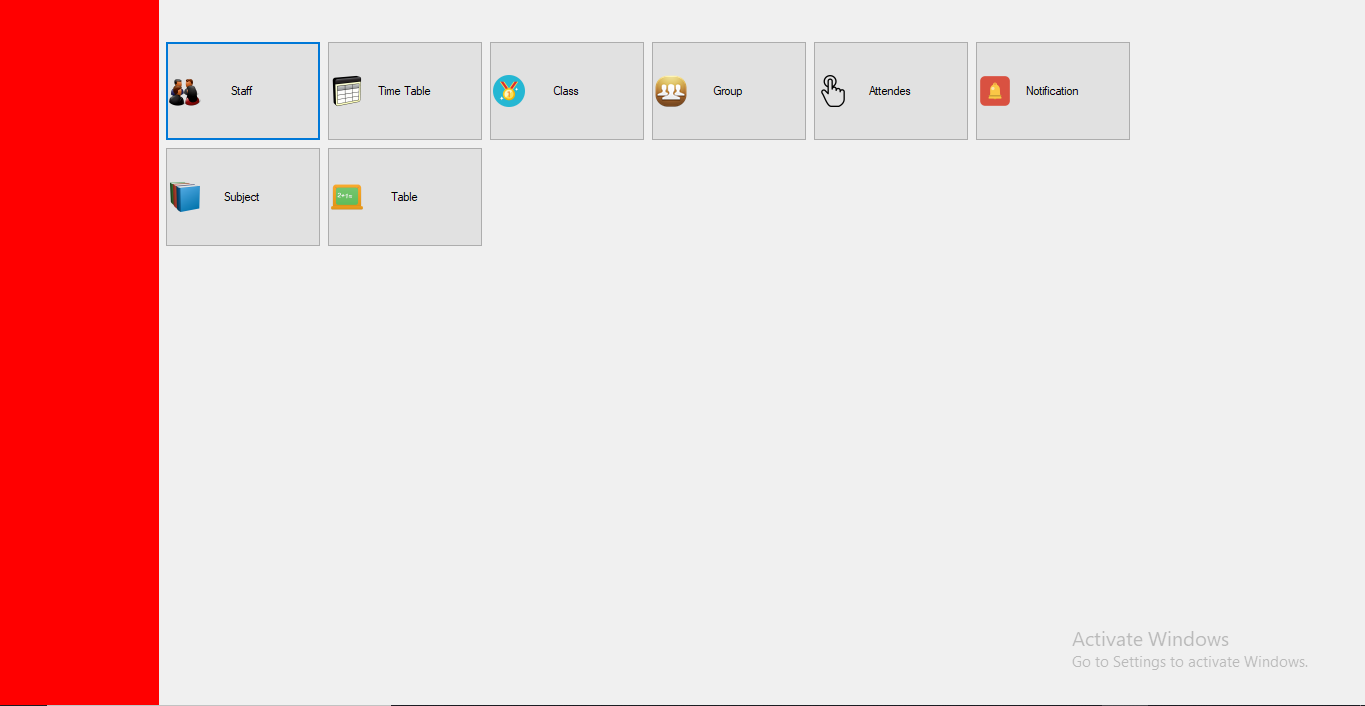 Staff
Time Table
Class
Group
Attendes
Notification
Subject
Table
Activate Windows
Go to Settings to activate Windows.